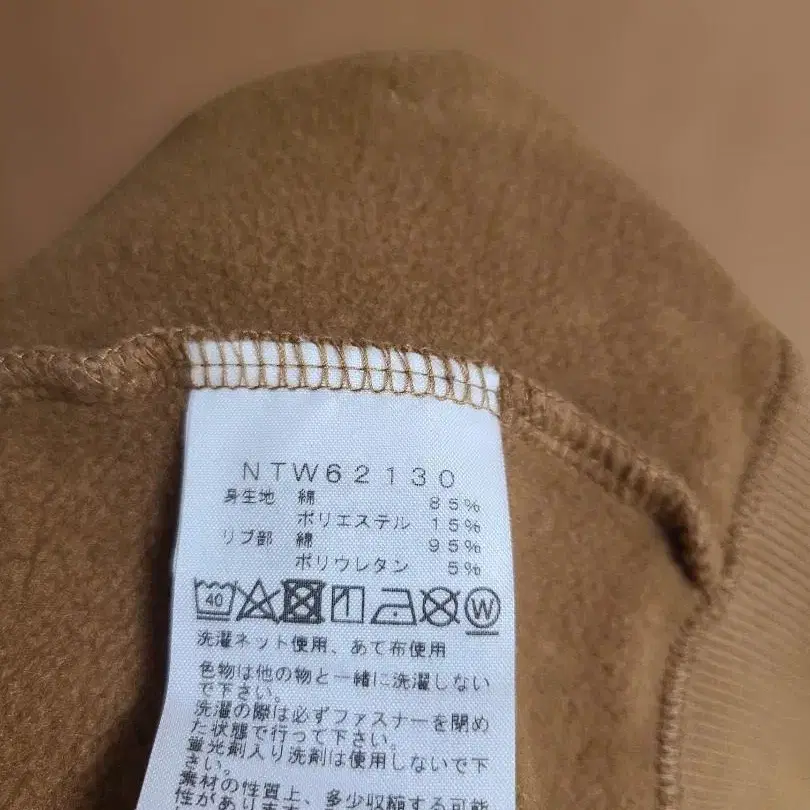 NTW62130
身生地 綿 85%
ポリエステル 15%
リブ部 綿 95%
ポリウレタン 5%
40 W
洗濯ネット使用、あて布使用
色物は他の物と一緒に洗濯しない
で下さい。
洗濯の際は必ずファスナーを閉め
た状態で行って下さい。
蛍光剤入り洗剤は使用しないで下
さい。
素材の性質上、多少収縮する可能
性があります